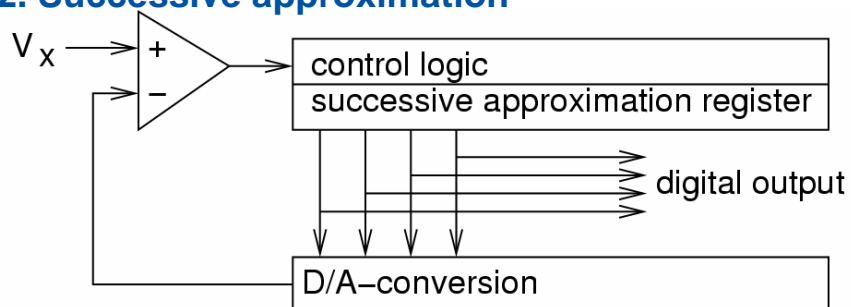 2. Successive approximation
V x
+
control logic
−
successive approximation register
digital output
D/A−conversion